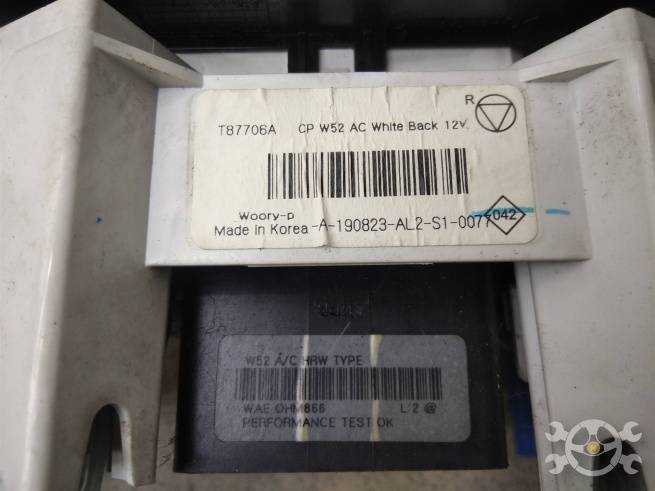 R
T87706A CP W52 AC White Back 12V
Woory-p
Made in Korea -A-190823-AL2-S1-0077
042
W52 A/C HRW TYPE
WAE OHM866 L 2 @
PERFORMANCE TEST OK